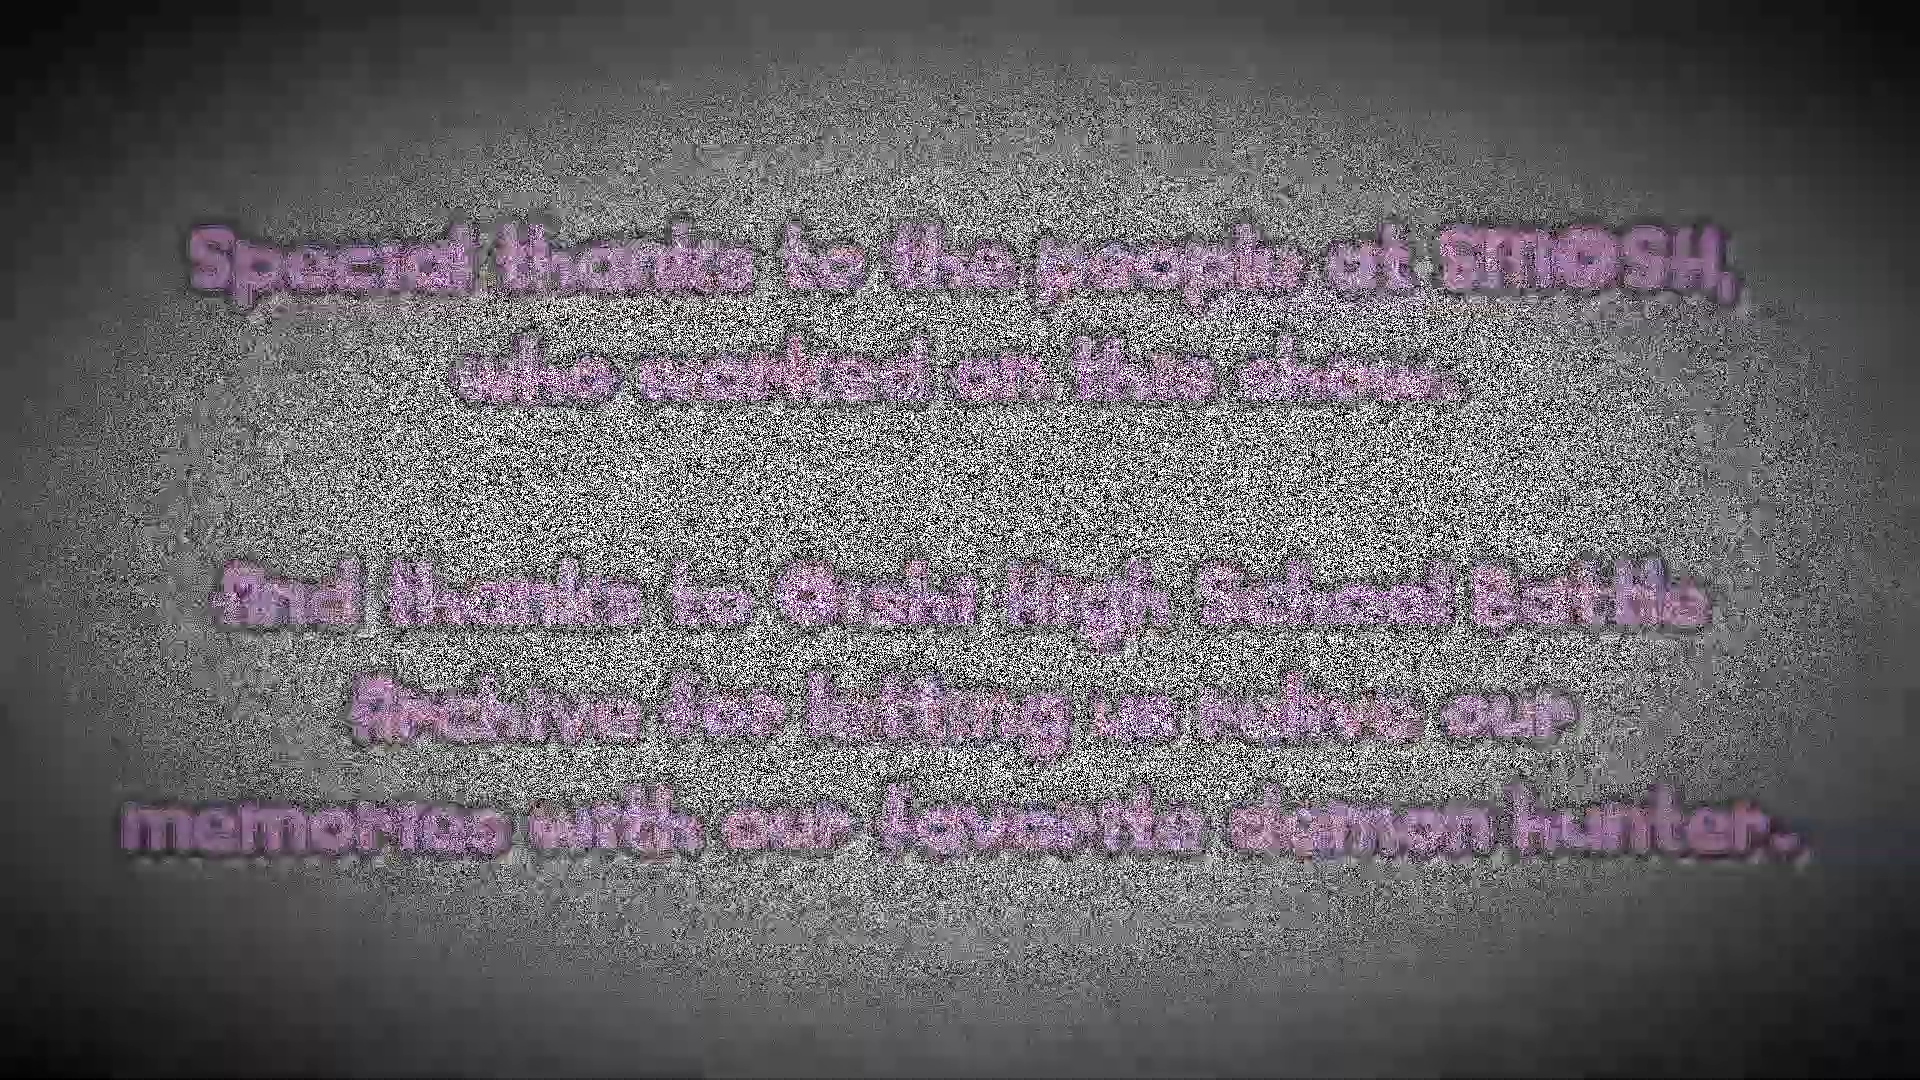 Special thanks to the people at SMOSH,
who worked on this show.
And thanks to High School Battle
Archive for letting us relive our
memories with our favorite demon hunter.